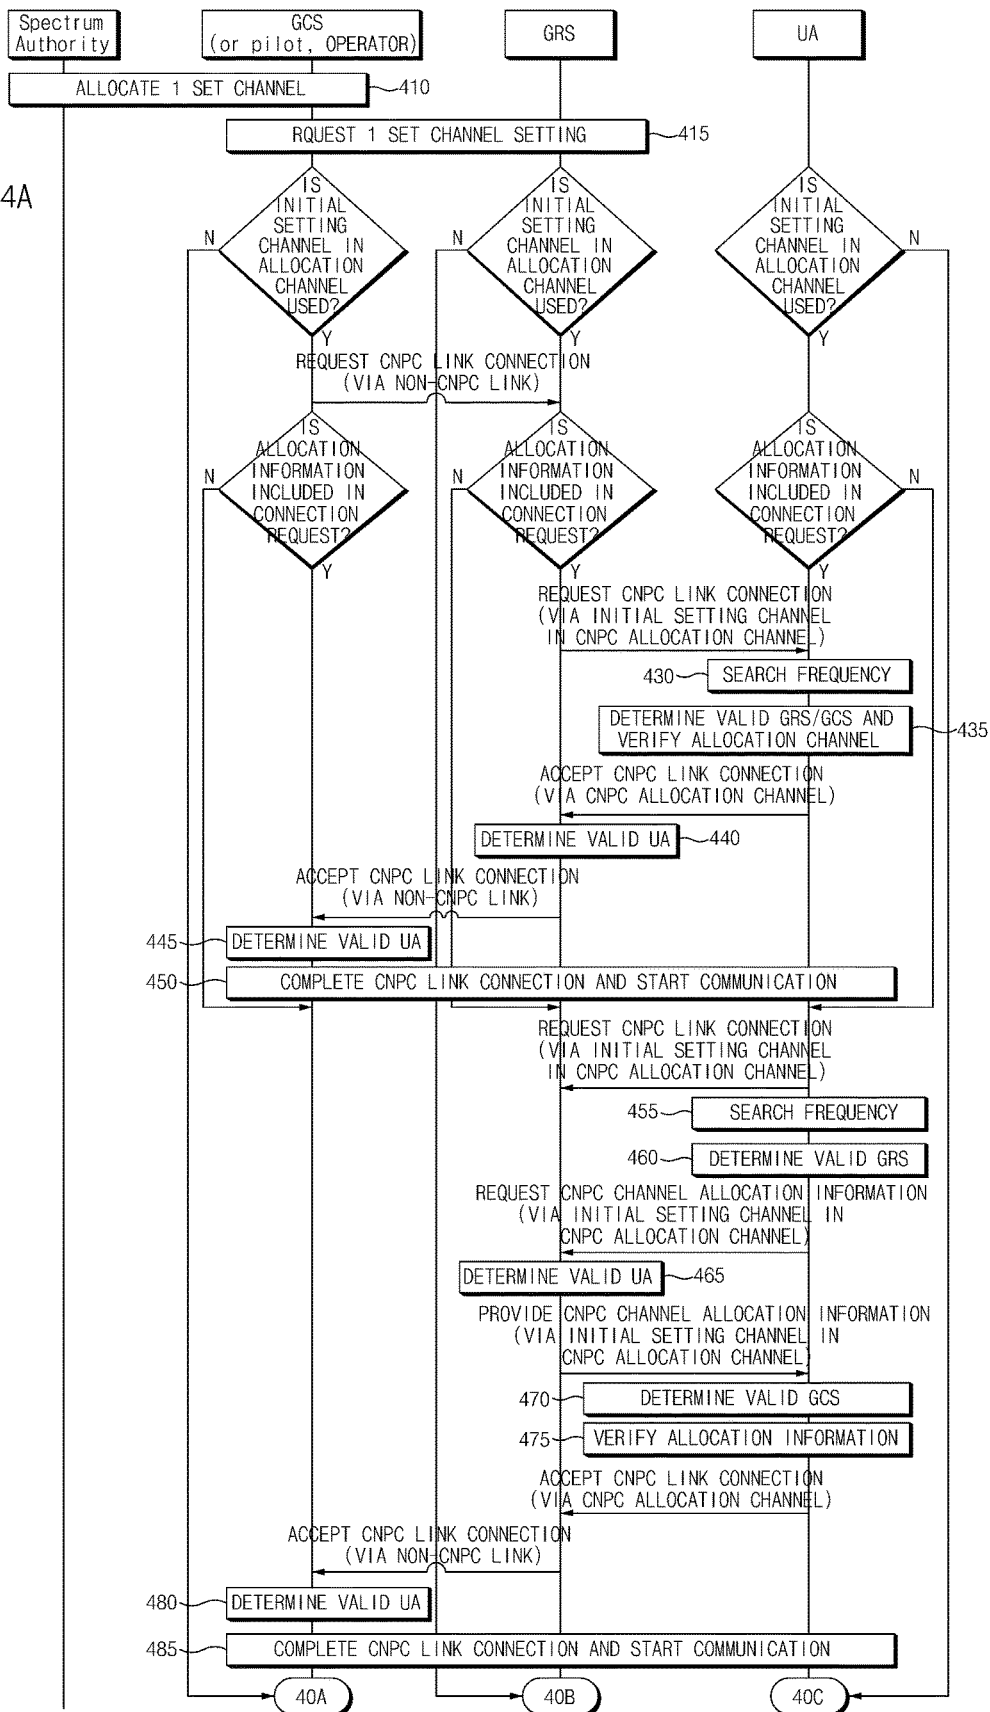 Spectrum
Authority
GCS
(or pilot, OPERATOR)
GRS
UA
ALLOCATE 1 SET CHANNEL
410
RQUEST 1 SET CHANNEL SETTING
415
4A
IS
INITIAL
SETTING
CHANNEL IN
ALLOCATION
CHANNEL
USED?
N
Y
IS
INITIAL
SETTING
CHANNEL IN
ALLOCATION
CHANNEL
USED?
N
Y
IS
INITIAL
SETTING
CHANNEL IN
ALLOCATION
CHANNEL
USED?
N
Y
REQUEST CNPC LINK CONNECTION
(VIA NON-CNPC LINK)
IS
ALLOCATION
INFORMATION
INCLUDED IN
CONNECTION
REQUEST?
N
Y
IS
ALLOCATION
INFORMATION
INCLUDED IN
CONNECTION
REQUEST?
N
Y
IS
ALLOCATION
INFORMATION
INCLUDED IN
CONNECTION
REQUEST?
N
Y
REQUEST CNPC LINK CONNECTION
(VIA INITIAL SETTING CHANNEL
IN CNPC ALLOCATION CHANNEL)
430
SEARCH FREQUENCY
DETERMINE VALID GRS/GCS AND
VERIFY ALLOCATION CHANNEL
435
ACCEPT CNPC LINK CONNECTION
(VIA CNPC ALLOCATION CHANNEL)
DETERMINE VALID UA
440
ACCEPT CNPC LINK CONNECTION
(VIA NON-CNPC LINK)
445
DETERMINE VALID UA
450
COMPLETE CNPC LINK CONNECTION AND START COMMUNICATION
REQUEST CNPC LINK CONNECTION
(VIA INITIAL SETTING CHANNEL
IN CNPC ALLOCATION CHANNEL)
455
SEARCH FREQUENCY
460
DETERMINE VALID GRS
REQUEST CNPC CHANNEL ALLOCATION INFORMATION
(VIA INITIAL SETTING CHANNEL IN
CNPC ALLOCATION CHANNEL)
DETERMINE VALID UA
465
PROVIDE CNPC CHANNEL ALLOCATION INFORMATION
(VIA INITIAL SETTING CHANNEL IN
CNPC ALLOCATION CHANNEL)
470
DETERMINE VALID GCS
475
VERIFY ALLOCATION INFORMATION
ACCEPT CNPC LINK CONNECTION
(VIA CNPC ALLOCATION CHANNEL)
ACCEPT CNPC LINK CONNECTION
(VIA NON-CNPC LINK)
480
DETERMINE VALID UA
485
COMPLETE CNPC LINK CONNECTION AND START COMMUNICATION
40A
40B
40C